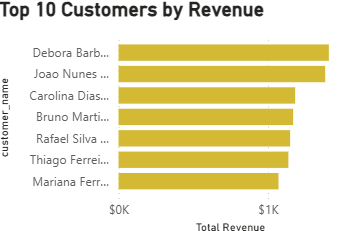 Top 10 Customers by Revenue
customer_name
Debora Barb...
Joao Nunes ...
Carolina Dias...
Bruno Marti...
Rafael Silva ...
Thiago Ferrei...
Mariana Ferr...
$0K $1K
Total Revenue